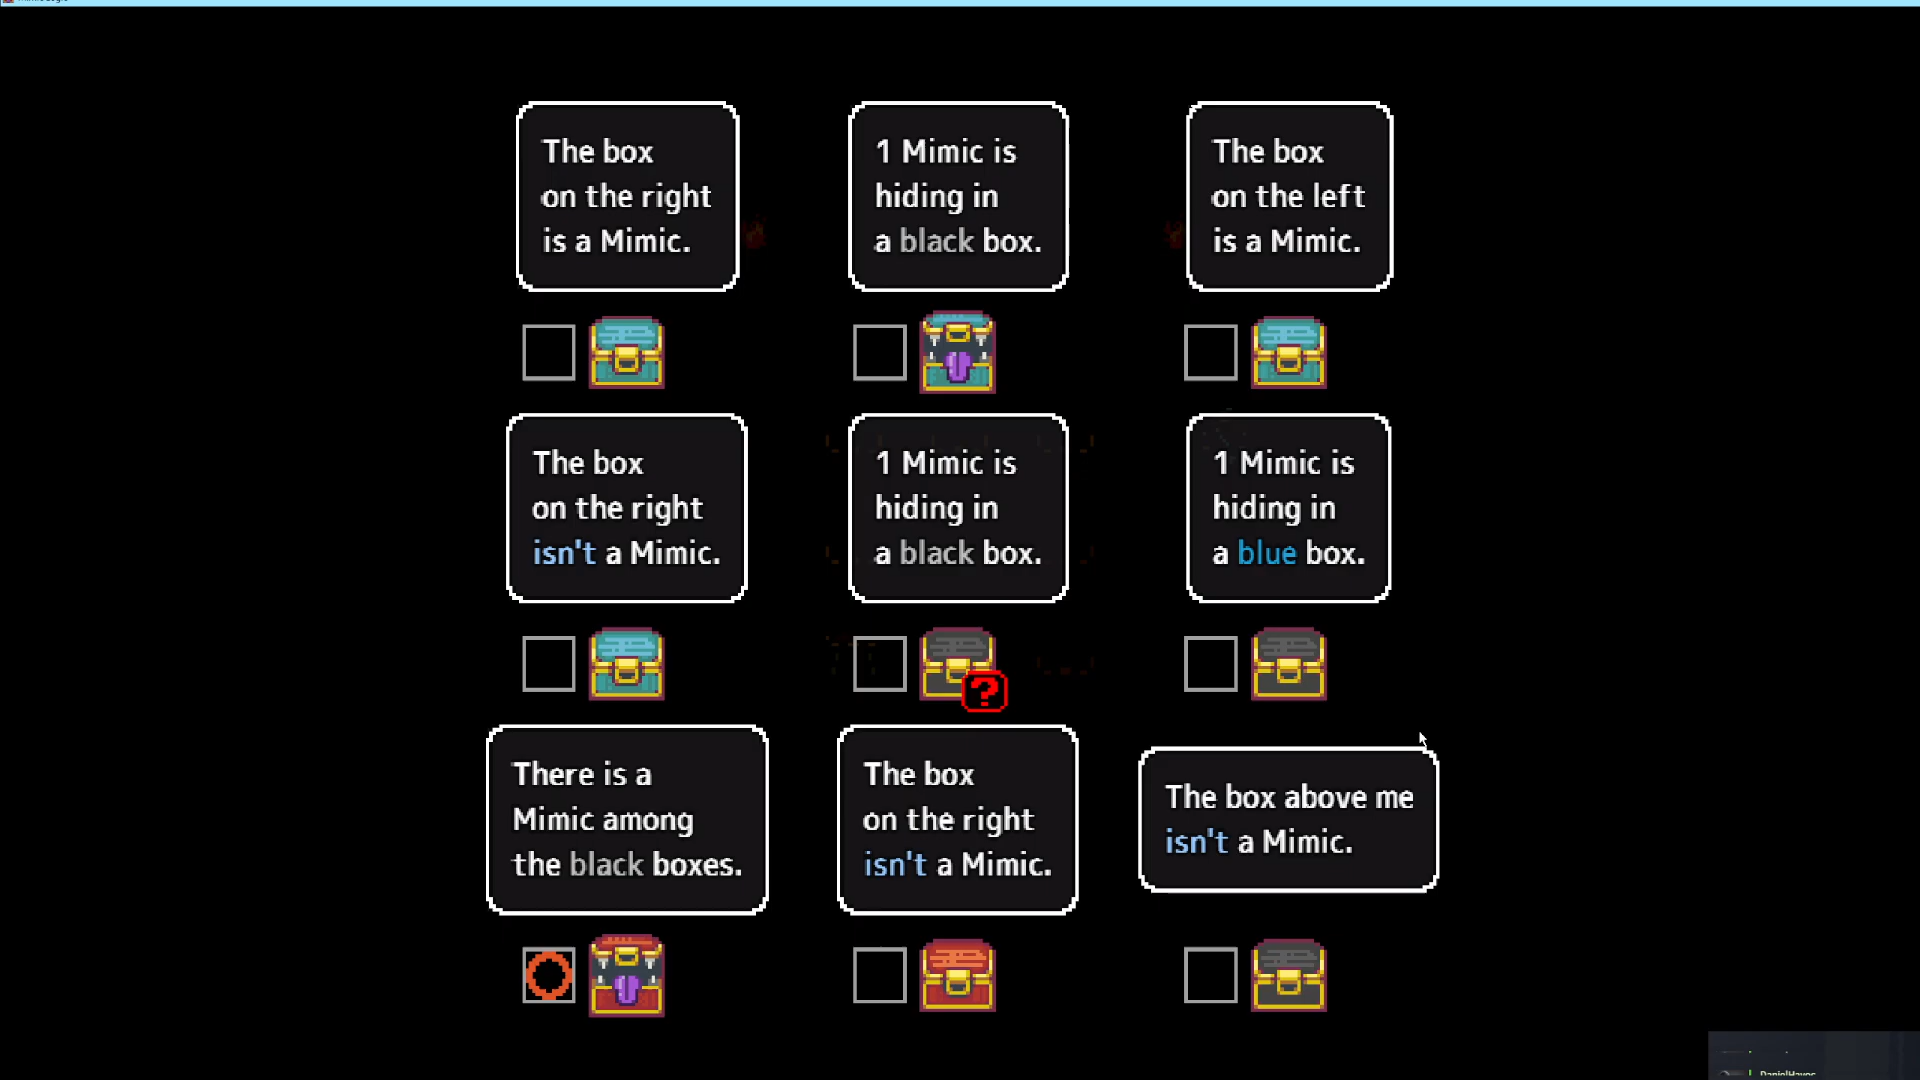 The box
on the right
is a Mimic.
1 Mimic is
hiding in
a black box.
The box
on the left
is a Mimic.
The box
on the right
isn't a Mimic.
1 Mimic is
hiding in
a black box.
1 Mimic is
hiding in
a blue box.
?
There is a
Mimic among
the black boxes.
The box
on the right
isn't a Mimic.
The box above me
isn't a Mimic.